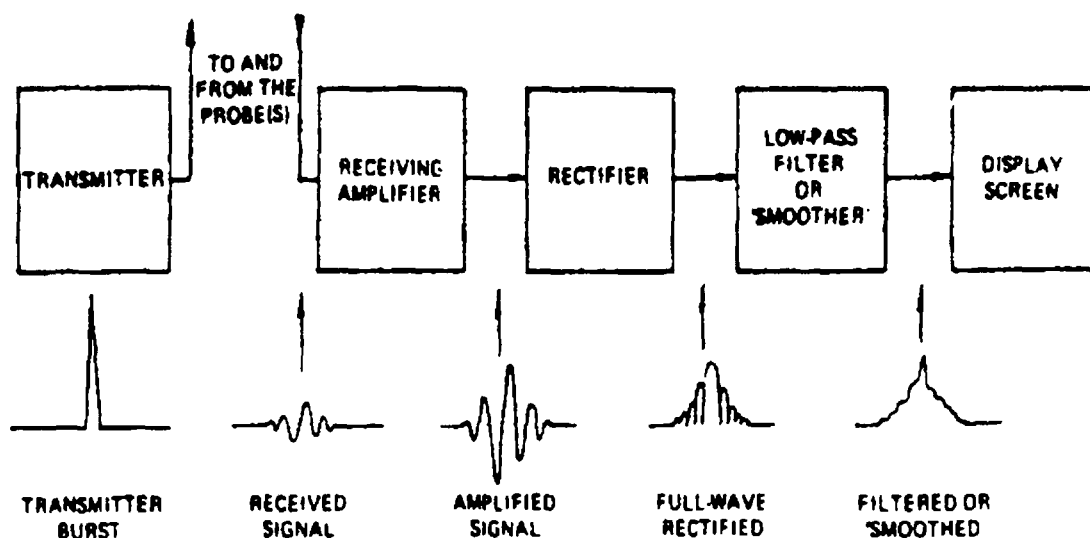 TO AND
FROM THE
PROBE(S)
TRANSMITTER
RECEIVING
AMPLIFIER
RECTIFIER
LOW-PASS
FILTER
OR
'SMOOTHER'
DISPLAY
SCREEN
TRANSMITTER
BURST
RECEIVED
SIGNAL
AMPLIFIED
SIGNAL
FULL-WAVE
RECTIFIED
FILTERED OR
'SMOOTHED